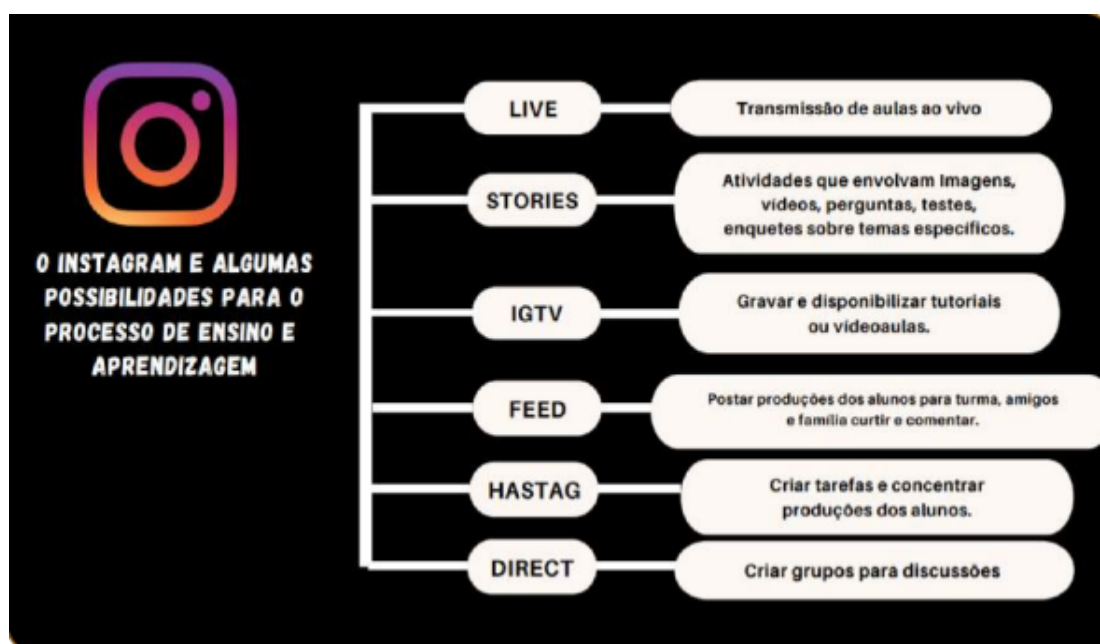 O INSTAGRAM E ALGUMAS
POSSIBILIDADES PARA O
PROCESSO DE ENSINO E
APRENDIZAGEM
LIVE
Transmissão de aulas ao vivo
STORIES
Atividades que envolvam Imagens,
vídeos, perguntas, testes,
enquetes sobre temas específicos.
IGTV
Gravar e disponibilizar tutoriais
ou vídeoaulas.
FEED
Postar produções dos alunos para turma, amigos
e família curtir e comentar.
HASTAG
Criar tarefas e concentrar
produções dos alunos.
DIRECT
Criar grupos para discussões